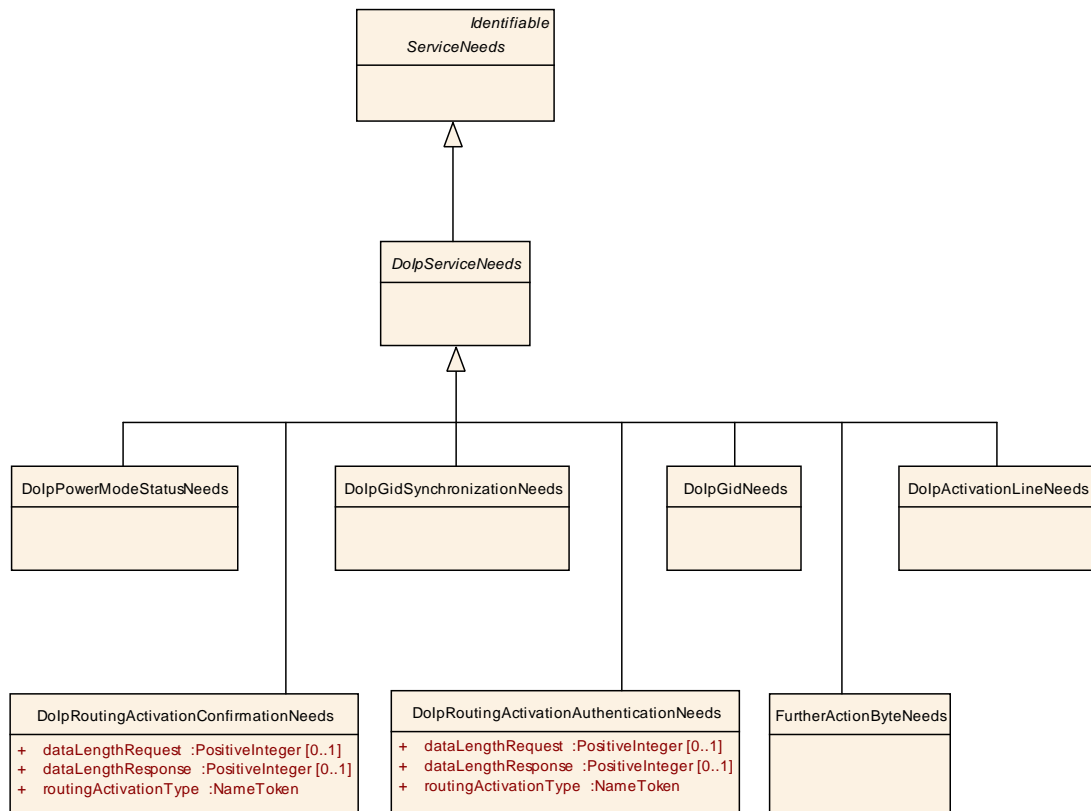 Identifiable
ServiceNeeds
DoIpServiceNeeds
DoIpPowerModeStatusNeeds
DoIpGidSynchronizationNeeds
DoIpGidNeeds
DoIpActivationLineNeeds
DoIpRoutingActivationConfirmationNeeds
+ dataLengthRequest :PositiveInteger [0..1]
+ dataLengthResponse :PositiveInteger [0..1]
+ routingActivationType :NameToken
DoIpRoutingActivationAuthenticationNeeds
+ dataLengthRequest :PositiveInteger [0..1]
+ dataLengthResponse :PositiveInteger [0..1]
+ routingActivationType :NameToken
FurtherActionByteNeeds